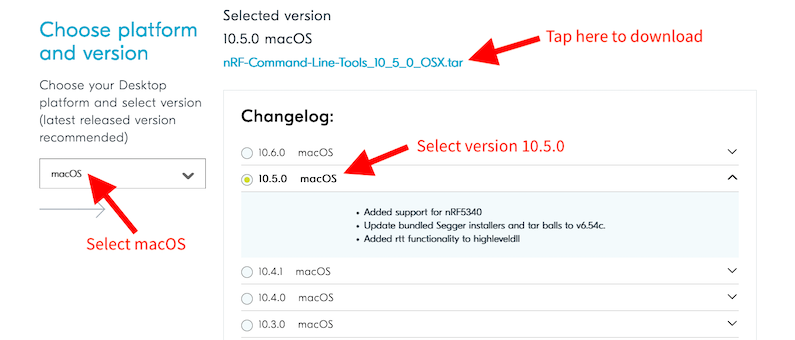 Choose platform
and version
Choose your Desktop
platform and select version
(latest released version
recommended)
macOS
Select macOS
Selected version
10.5.0 macOS
nRF-Command-Line-Tools_10_5_0_OSX.tar
Tap here to download
Changelog:
10.6.0 macOS
Select version 10.5.0
10.5.0 macOS
• Added support for nRF5340
• Update bundled Segger installers and tar balls to v6.54c.
• Added rtt functionality to highleveldll
10.4.1 macOS
10.4.0 macOS
10.3.0 macOS